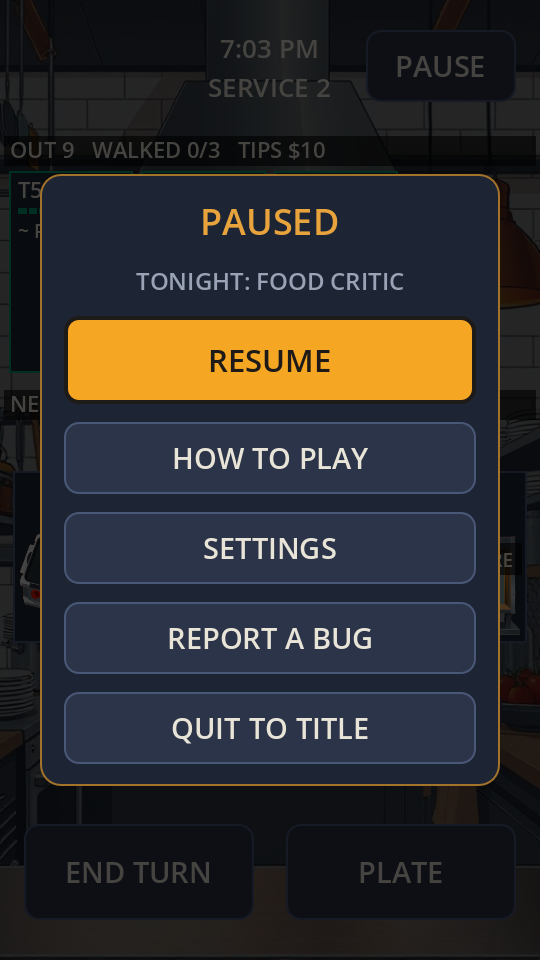 7:03 PM
SERVICE 2
PAUSE
OUT 9 WALKED 0/3 TIPS $10
T5
PAUSED
TONIGHT: FOOD CRITIC
RESUME
HOW TO PLAY
SETTINGS
REPORT A BUG
QUIT TO TITLE
END TURN
PLATE